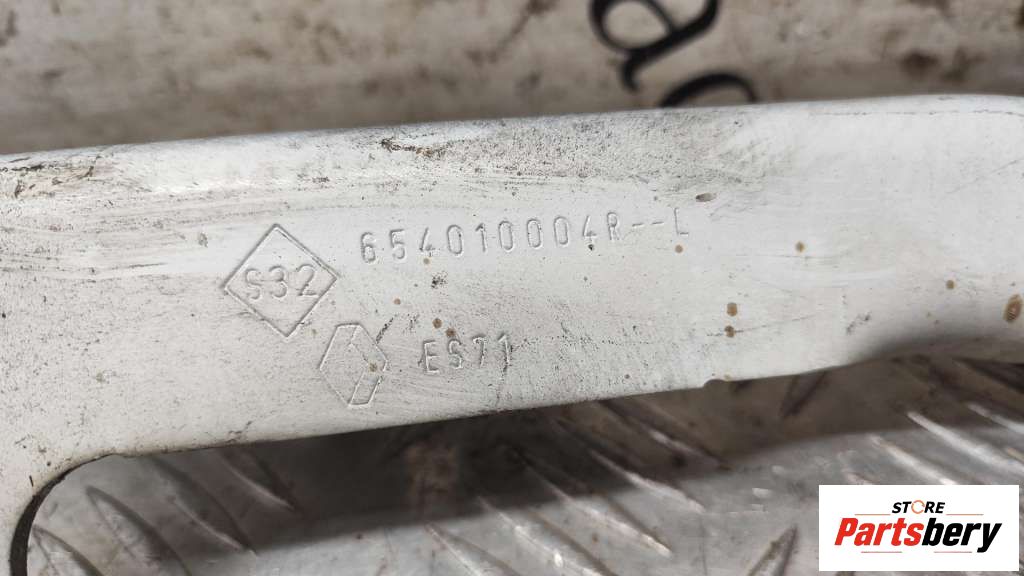 654010004R--L
S32
ES71
STORE
Partsbery